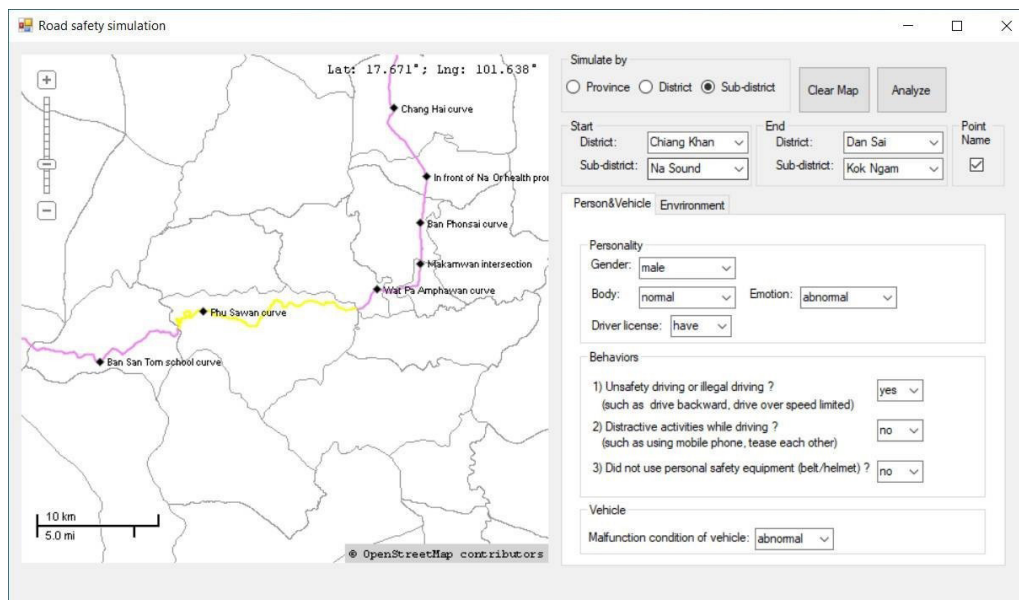 Road safety simulation
Lat: 17.671°; Lng: 101.638°
Chang Hai curve
In front of Na Or health pro
Ban Phonsai curve
Makamwan intersection
Wat Pa Amphawan curve
Phu Sawan curve
Ban San Tom school curve
10 km
5.0 mi
© OpenStreetMap contributors
Simulate by
Province District Sub-district
Clear Map
Analyze
Start
District: Chiang Khan
Sub-district: Na Sound
End
District: Dan Sai
Sub-district: Kok Ngam
Point
Name
Person&Vehicle Envrironment
Personality
Gender: male
Body: normal Emotion: abnormal
Driver license: have
Behaviors
1) Unsafety driving or illegal driving ? yes
(such as drive backward, drive over speed limited)
2) Distractive activities while driving ? no
(such as using mobile phone, tease each other)
3) Did not use personal safety equipment (belt/helmet) ? no
Vehicle
Malfunction condition of vehicle: abnormal